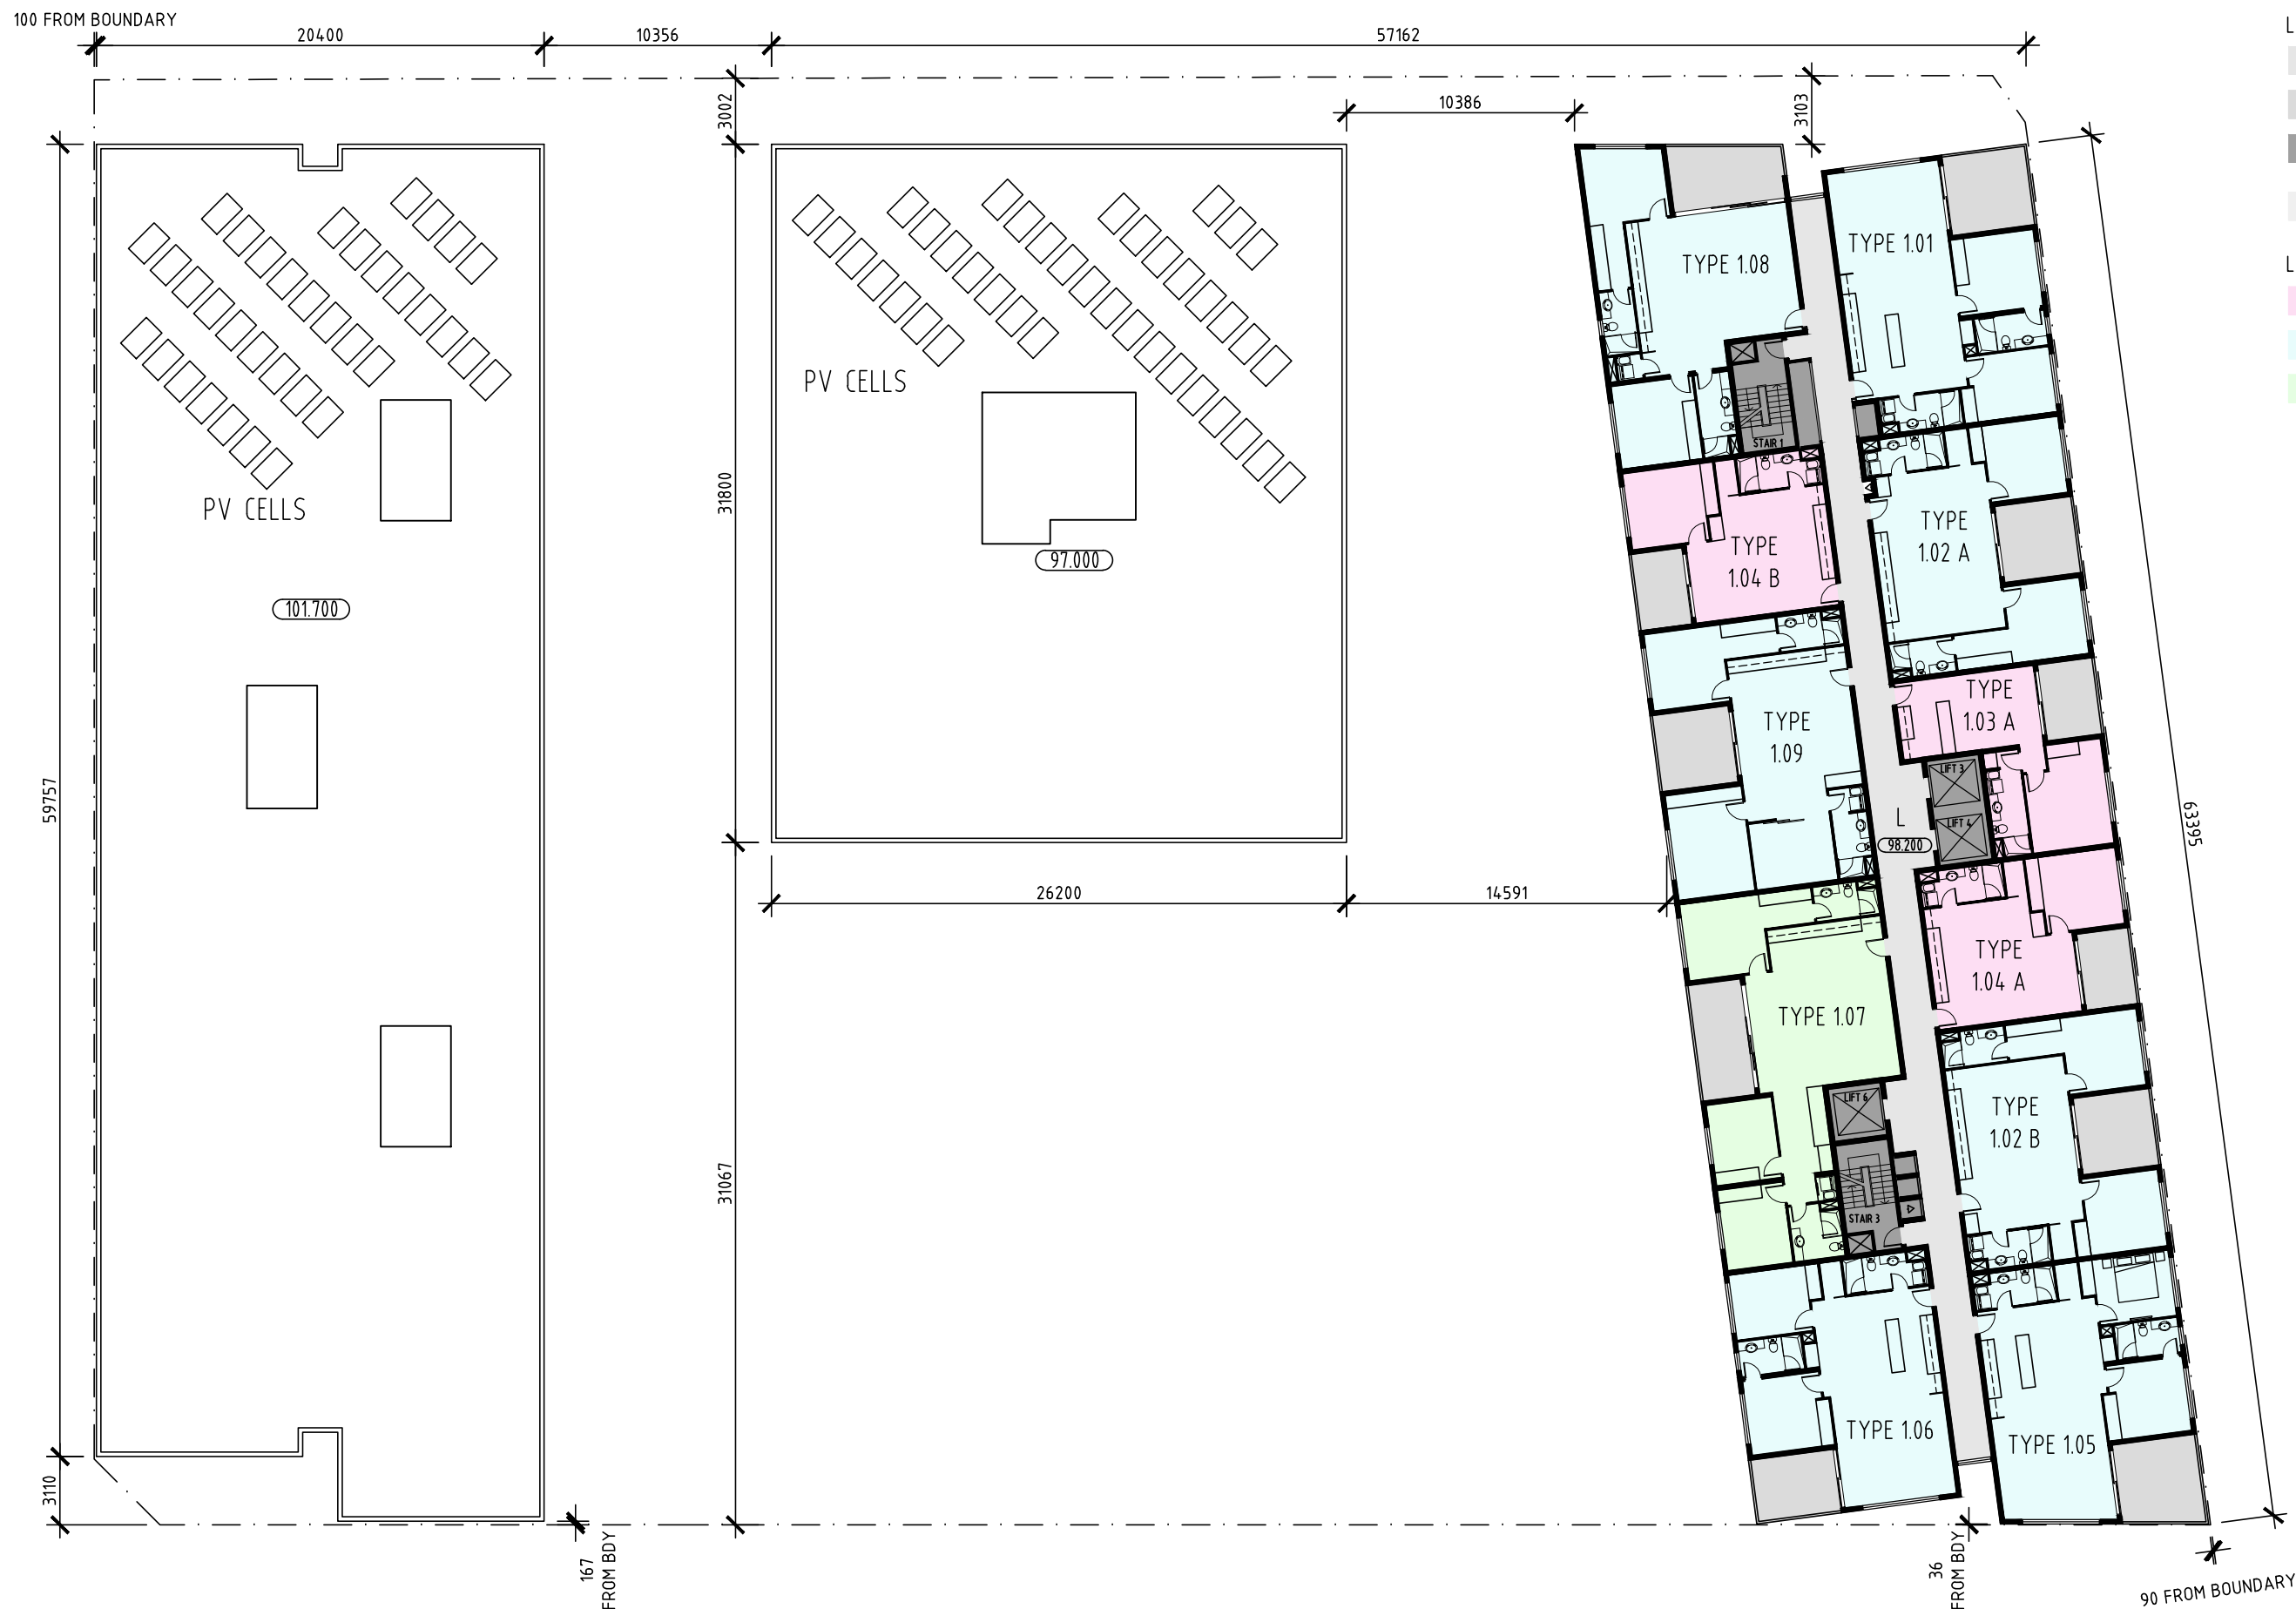 100 FROM BOUNDARY
20400
10356
57162
L
3002
10386
3103
TYPE 1.08
TYPE 1.01
L
PV CELLS
STAIR 1
31800
PV CELLS
TYPE
1.02 A
TYPE
1.04 B
97.000
101.700
TYPE
1.03 A
TYPE
1.09
LIFT 3
59757
L
LIFT 4
98.200
63395
26200
14591
TYPE
1.04 A
TYPE 1.07
LIFT 6
TYPE
1.02 B
31067
STAIR 3
TYPE 1.06
TYPE 1.05
3110
167
FROM BDY
36
FROM BDY
90 FROM BOUNDARY